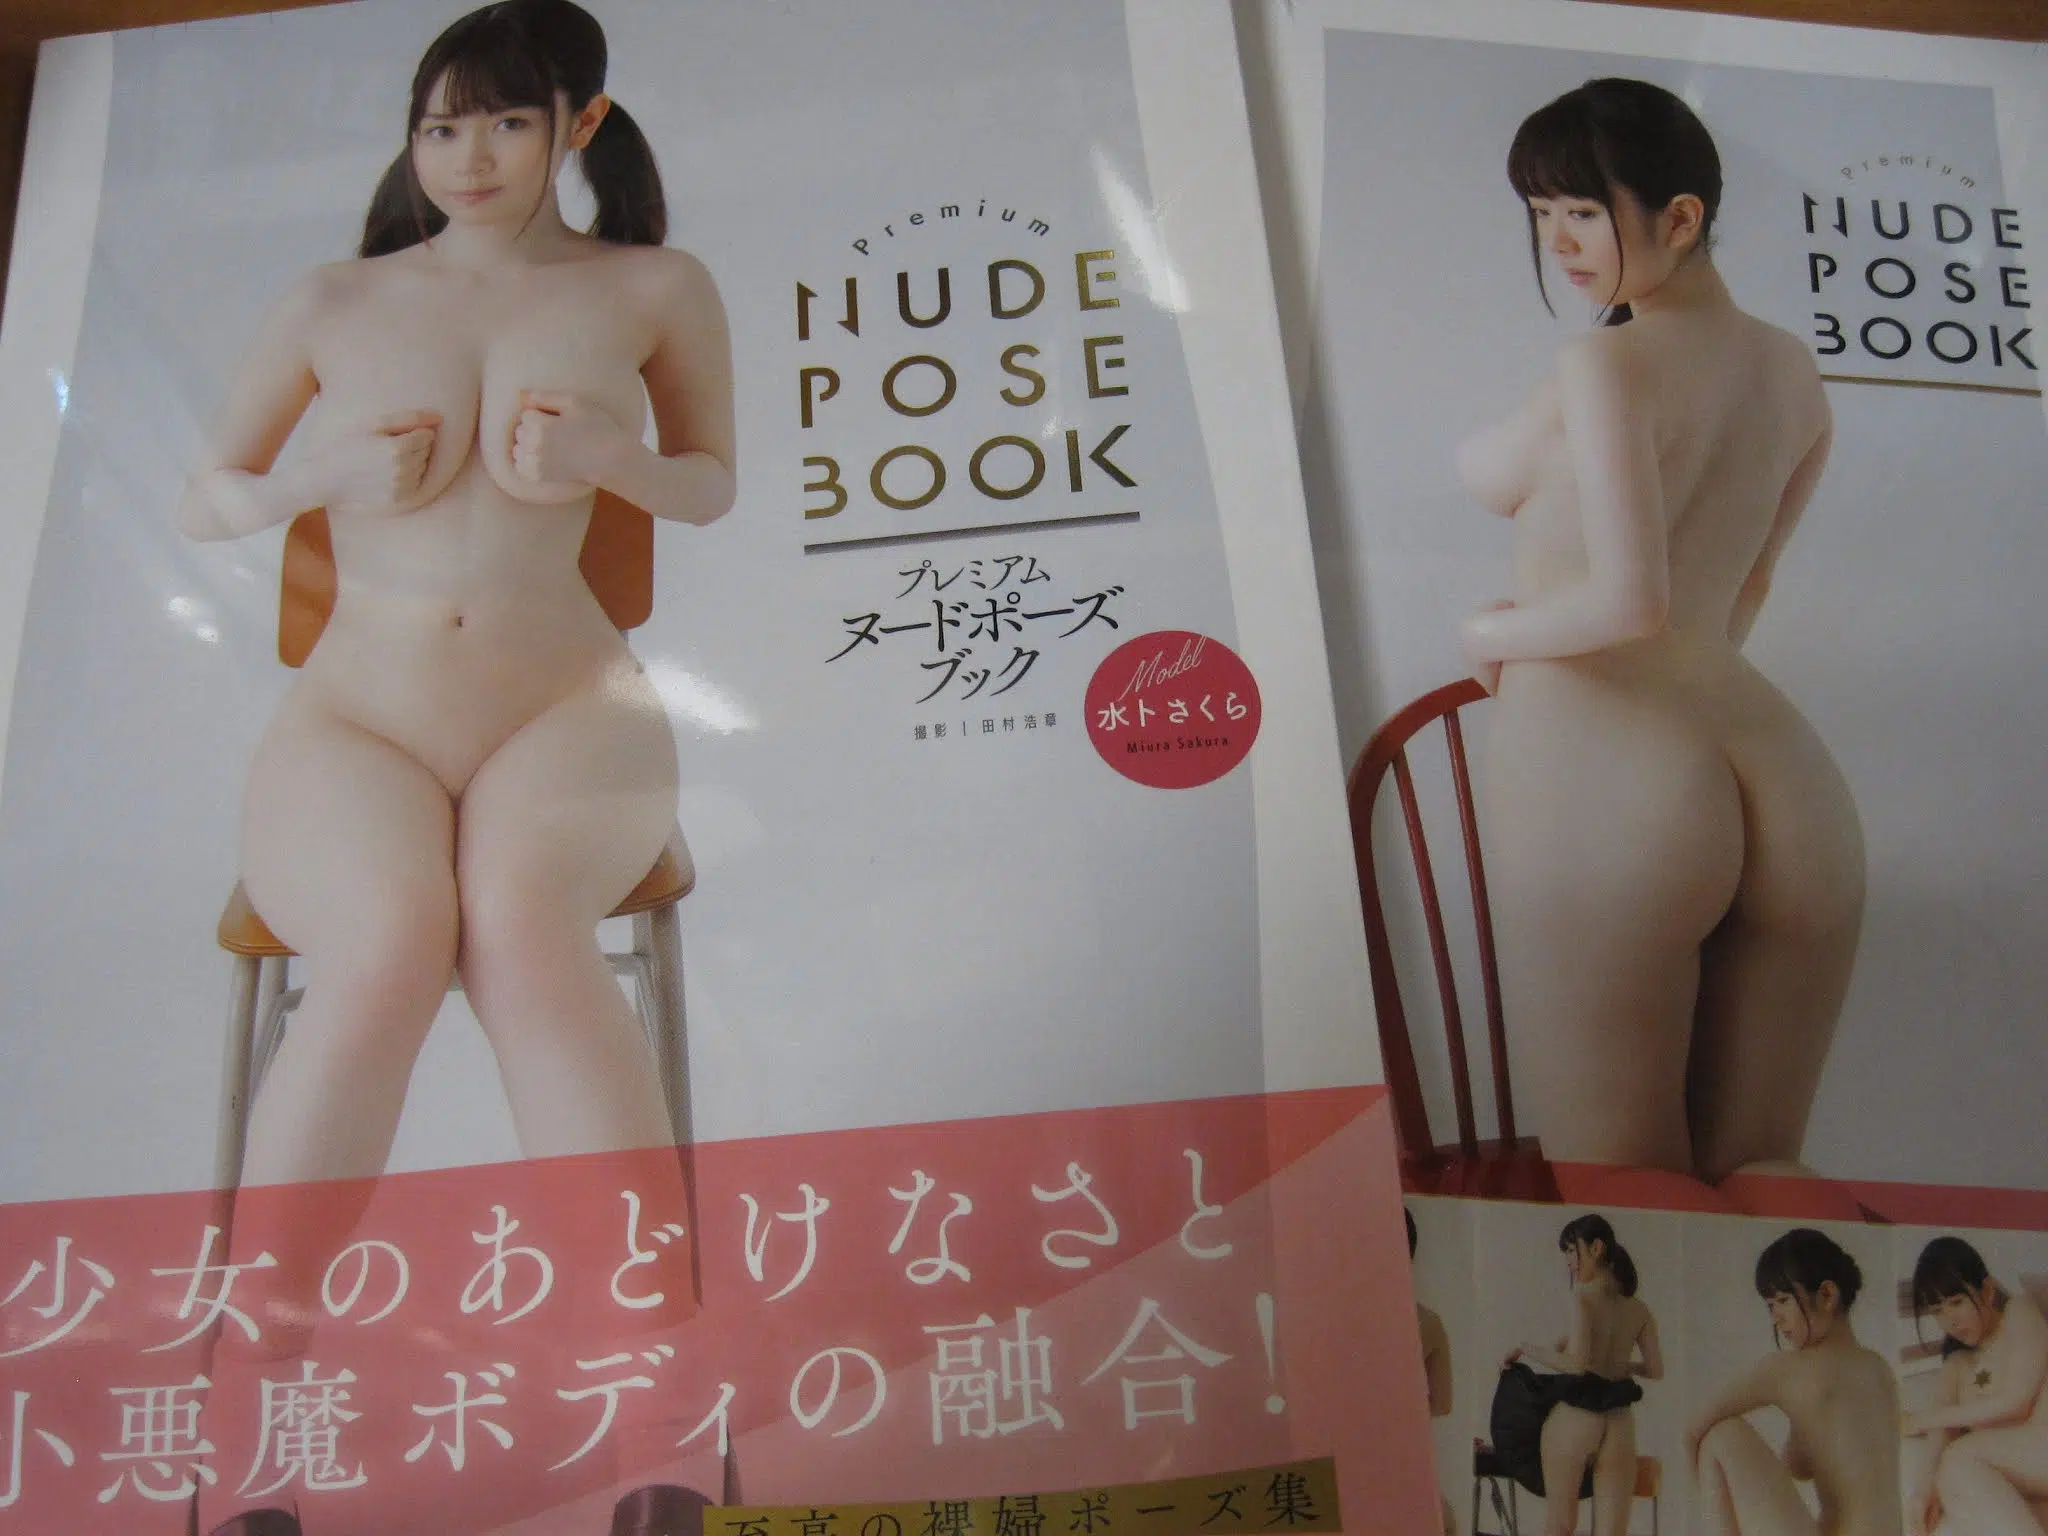 Premium
NUDE
POSE
BOOK
プレミアム
ヌードポーズ
ブック
撮影 | 田村浩章
Model
水卜さくら
Miura Sakura
少女のあどけなさと
小悪魔ボディの融合!
至高の裸婦ポーズ集
Premium
NUDE
POSE
BOOK